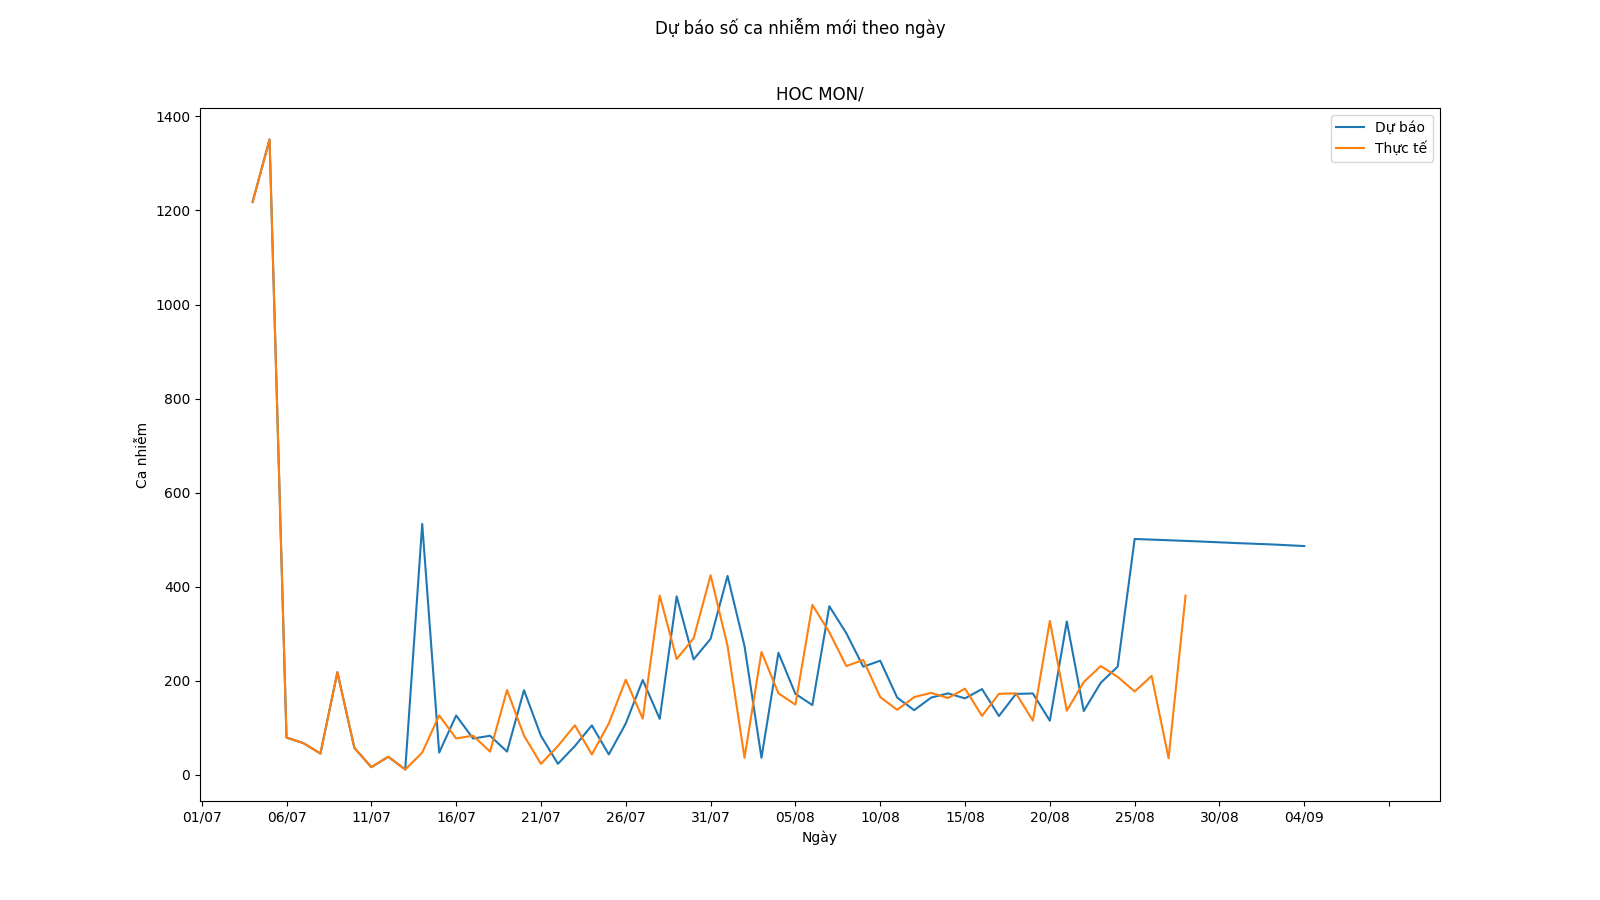 Dự báo số ca nhiễm mới theo ngày
HOC MON/
Dự báo
Thực tế
1400
1200
1000
800
600
400
200
0
Ca nhiễm
01/07 06/07 11/07 16/07 21/07 26/07 31/07 05/08 10/08 15/08 20/08 25/08 30/08 04/09
Ngày